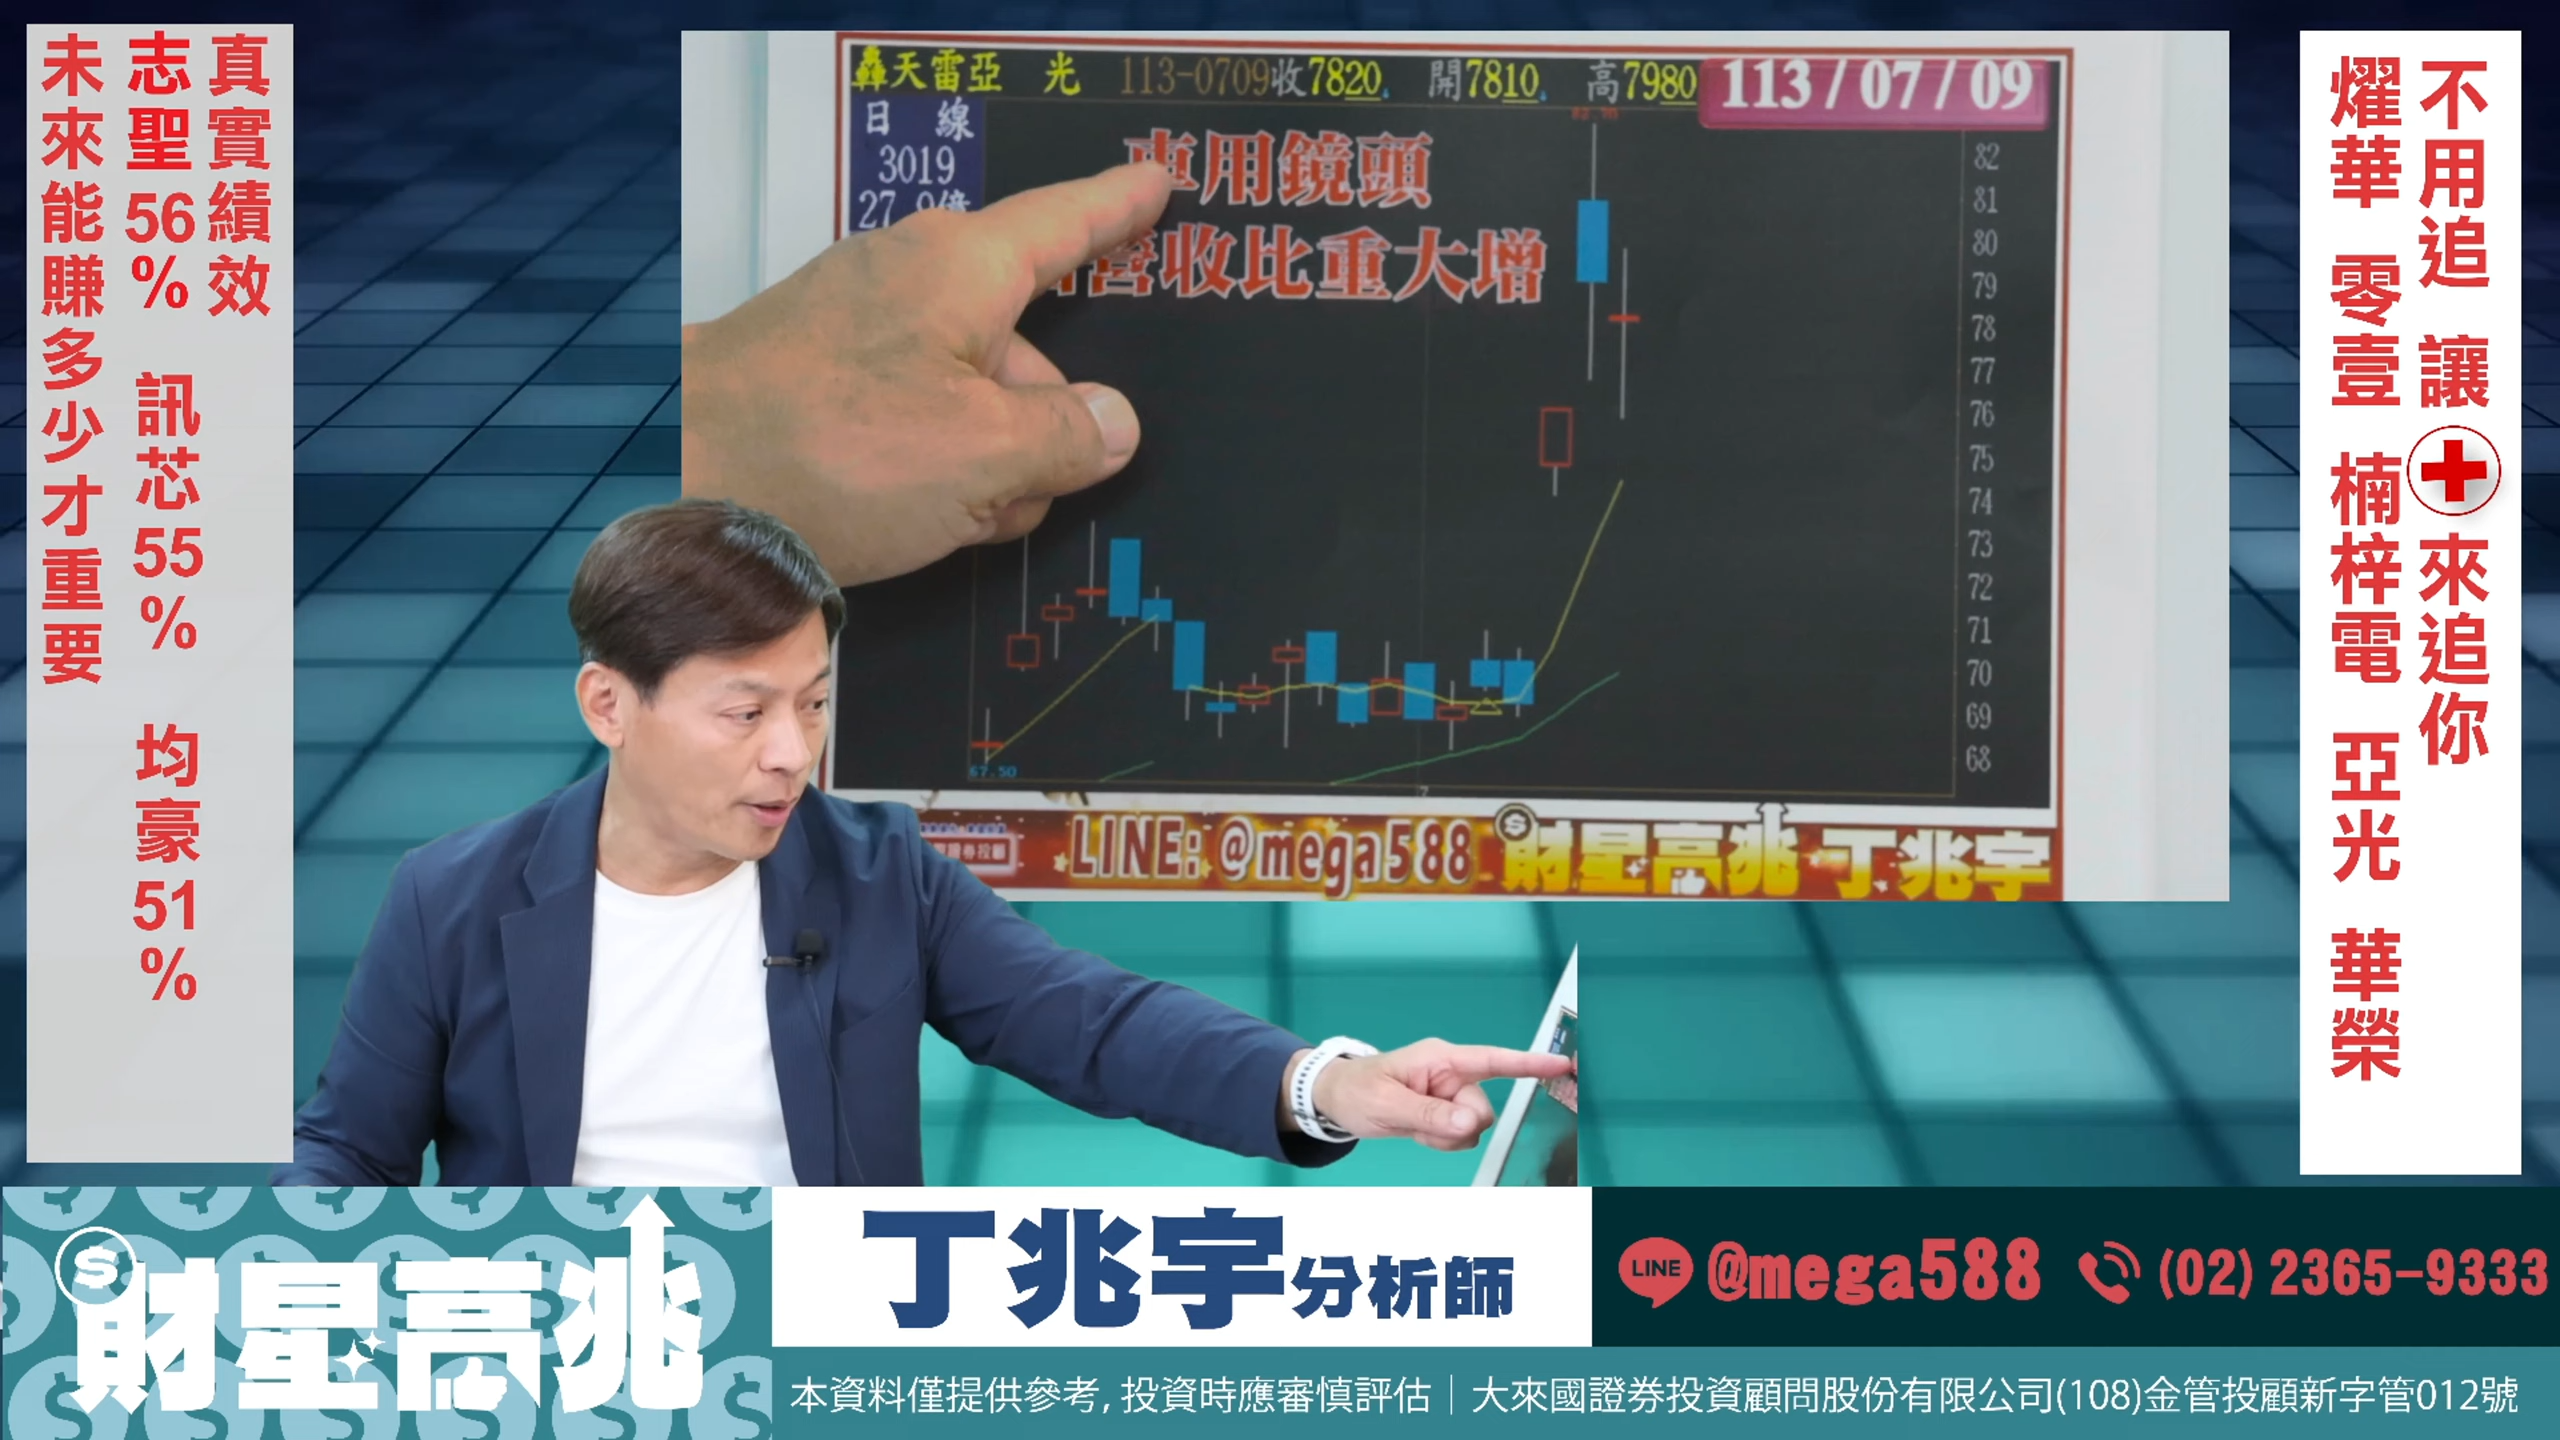 真實績效
志聖56% 訊芯55% 均豪51%
未來能賺多少才重要
轟天雷亞 光 113-0709收7820 開7810 高7980
113/07/09
日 線
3019
車用鏡頭
營收比重大增
82
81
80
79
78
77
76
75
74
73
72
71
70
69
68
67.50
7
LINE: @mega588 財星高兆 丁兆宇
不用追 讓 來追你
燿華 零壹 楠梓電 亞光 華榮
財星高兆
丁兆宇分析師
LINE @mega588 (02) 2365-9333
本資料僅提供參考,投資時應審慎評估｜大來國證券投資顧問股份有限公司(108)金管投顧新字管012號